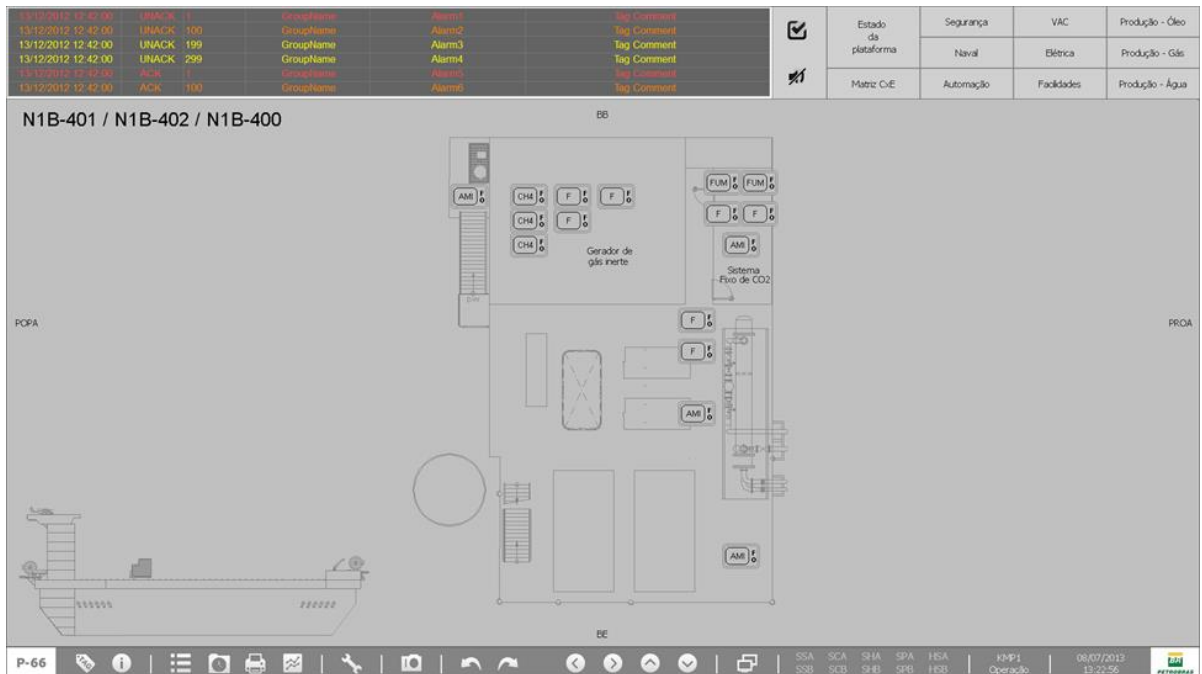 13/12/2012 12:42:00 UNACK 1 GroupName Alarm1 Tag Comment
13/12/2012 12:42:00 UNACK 100 GroupName Alarm2 Tag Comment
13/12/2012 12:42:00 UNACK 199 GroupName Alarm3 Tag Comment
13/12/2012 12:42:00 UNACK 299 GroupName Alarm4 Tag Comment
13/12/2012 12:42:00 ACK 1 GroupName Alarm5 Tag Comment
13/12/2012 12:42:00 ACK 100 GroupName Alarm6 Tag Comment
Estado
da
plataforma
Segurança
VAC
Produção - Óleo
Naval
Elétrica
Produção - Gás
Matriz CxE
Automação
Facilidades
Produção - Água
N1B-401 / N1B-402 / N1B-400
BB
FUM F O FUM F O
AMI F O CH4 F O F F O F F O
CH4 F O F F O F F O F F O
CH4 F O AMI F O
Gerador de
gás inerte
Sistema
Fixo de CO2
POPA
F F O
PROA
F F O
AMI F O
AMI F O
BE
P-66 TAG SSA SCA SHA SPA HSA KMP1 08/07/2013
SSB SCB SHB SPB HSB Operação 13:22:56
BR
PETROBRAS